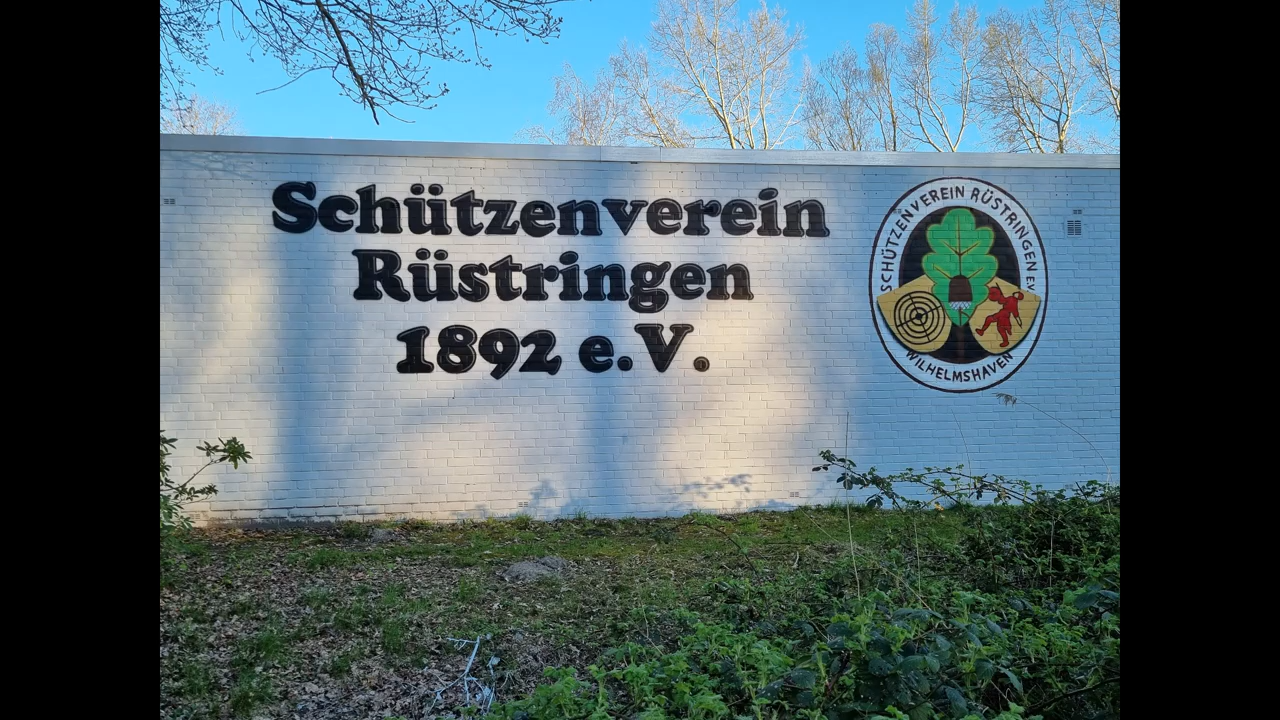 Schützenverein
Rüstringen
1892 e.V.
SCHÜTZENVEREIN RÜSTRINGEN E.V.
WILHELMSHAVEN